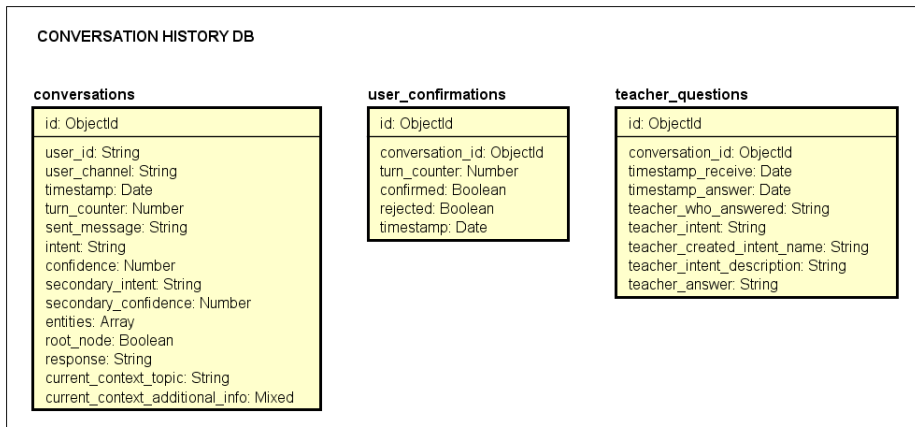 CONVERSATION HISTORY DB
conversations
id: ObjectId
user_id: String
user_channel: String
timestamp: Date
turn_counter: Number
sent_message: String
intent: String
confidence: Number
secondary_intent: String
secondary_confidence: Number
entities: Array
root_node: Boolean
response: String
current_context_topic: String
current_context_additional_info: Mixed
user_confirmations
id: ObjectId
conversation_id: ObjectId
turn_counter: Number
confirmed: Boolean
rejected: Boolean
timestamp: Date
teacher_questions
id: ObjectId
conversation_id: ObjectId
timestamp_receive: Date
timestamp_answer: Date
teacher_who_answered: String
teacher_intent: String
teacher_created_intent_name: String
teacher_intent_description: String
teacher_answer: String